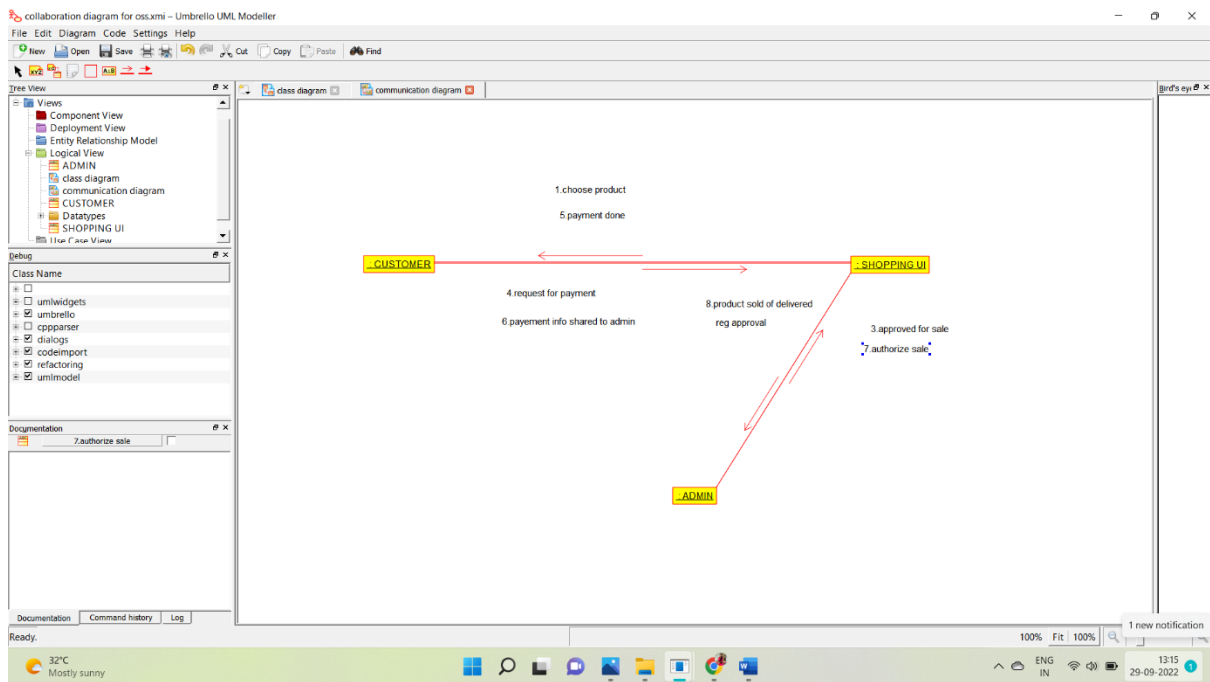 collaboration diagram for oss.xmi – Umbrello UML Modeller
File Edit Diagram Code Settings Help
New Open Save Cut Copy Paste Find
Tree View
class diagram
communication diagram
Bird's eye
Views
Component View
Deployment View
Entity Relationship Model
Logical View
ADMIN
class diagram
communication diagram
CUSTOMER
Datatypes
SHOPPING UI
Use Case View
Debug
Class Name
umlwidgets
umbrello
cppparser
dialogs
codeimport
refactoring
umlmodel
Documentation
7.authorize sale
Documentation Command history Log
1.choose product
5.payment done
: CUSTOMER
: SHOPPING UI
4.request for payment
6.payement info shared to admin
8.product sold of delivered
reg approval
3.approved for sale
7.authorize sale
: ADMIN
Ready.
100% Fit 100%
1 new notification
32°C
Mostly sunny
ENG
IN
13:15
29-09-2022
1